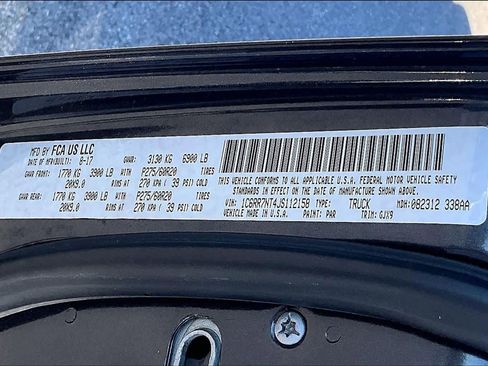 MFD BY FCA US LLC
DATE OF MFR(BUILT): 8-17 GVWR: 3130 KG 6900 LB
GAWR FRONT: 1770 KG 3900 LB WITH P275/60R20 TIRES
20X9.0 RIMS AT 270 KPA ( 39 PSI) COLD
GAWR REAR: 1770 KG 3900 LB WITH P275/60R20 TIRES
20X9.0 RIMS AT 270 KPA ( 39 PSI) COLD
THIS VEHICLE CONFORMS TO ALL APPLICABLE U.S.A. FEDERAL MOTOR VEHICLE SAFETY
STANDARDS IN EFFECT ON THE DATE OF MANUFACTURE SHOWN ABOVE.
VIN: 1C6RR7NT4JS112158 TYPE: TRUCK MDH:082312 338AA
VEHICLE MADE IN U.S.A. PAINT: PAR TRIM: GJX9